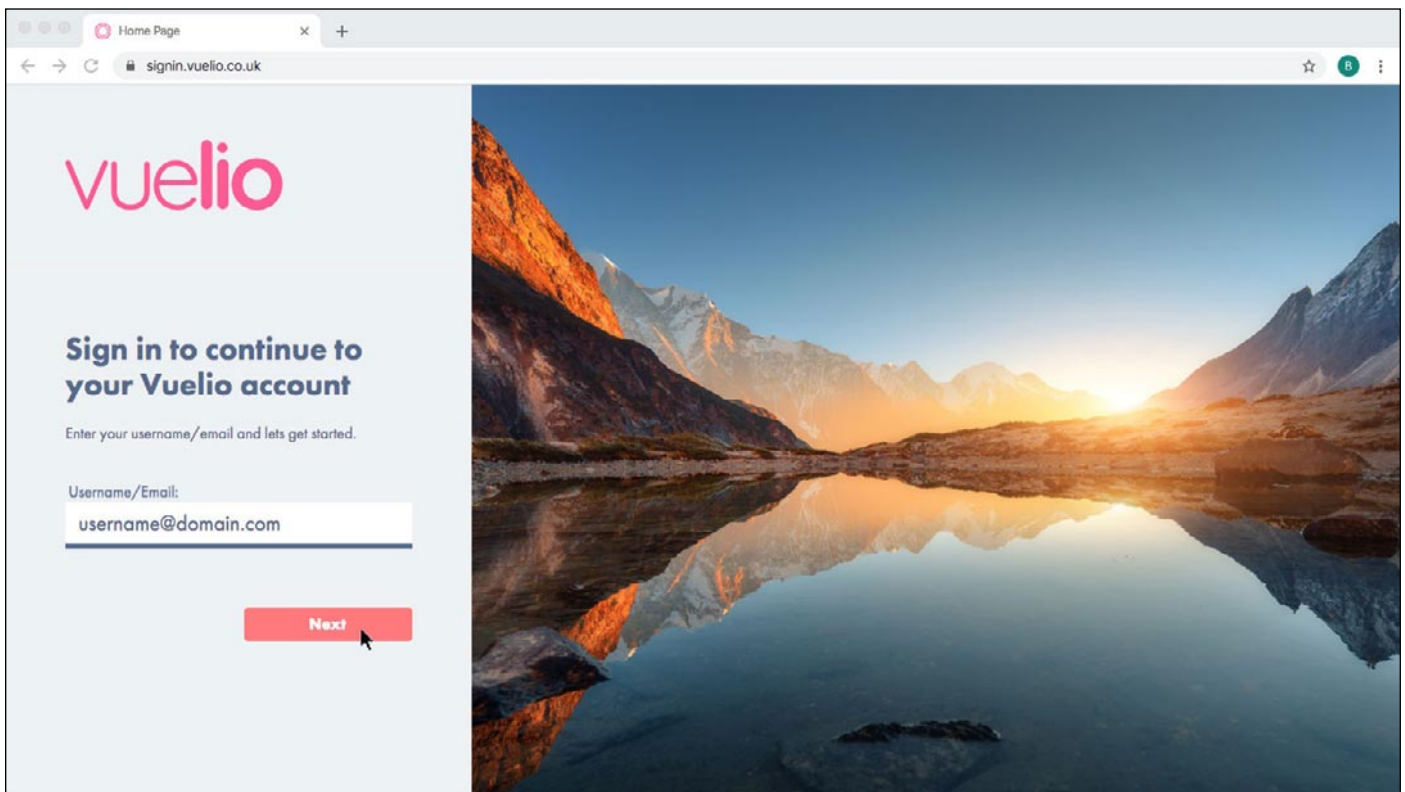 Home Page
signin.vuelio.co.uk
B
vuelio
Sign in to continue to
your Vuelio account
Enter your username/email and lets get started.
Username/Email:
username@domain.com
Next